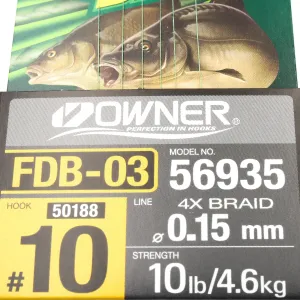 OWNER®
PERFECTION IN HOOKS
FDB-03
MODEL NO.
56935
HOOK
50188
LINE
4X BRAID
#10
ø 0.15 mm
STRENGTH
10lb/4.6kg